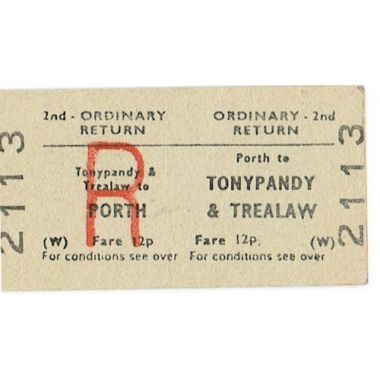 2nd - ORDINARY
RETURN
Tonypandy &
Trealaw to
PORTH
(W) Fare 12p
For conditions see over
R
ORDINARY - 2nd
RETURN
Porth to
TONYPANDY
& TREALAW
Fare 12p. (W)
For conditions see over
2113
2113